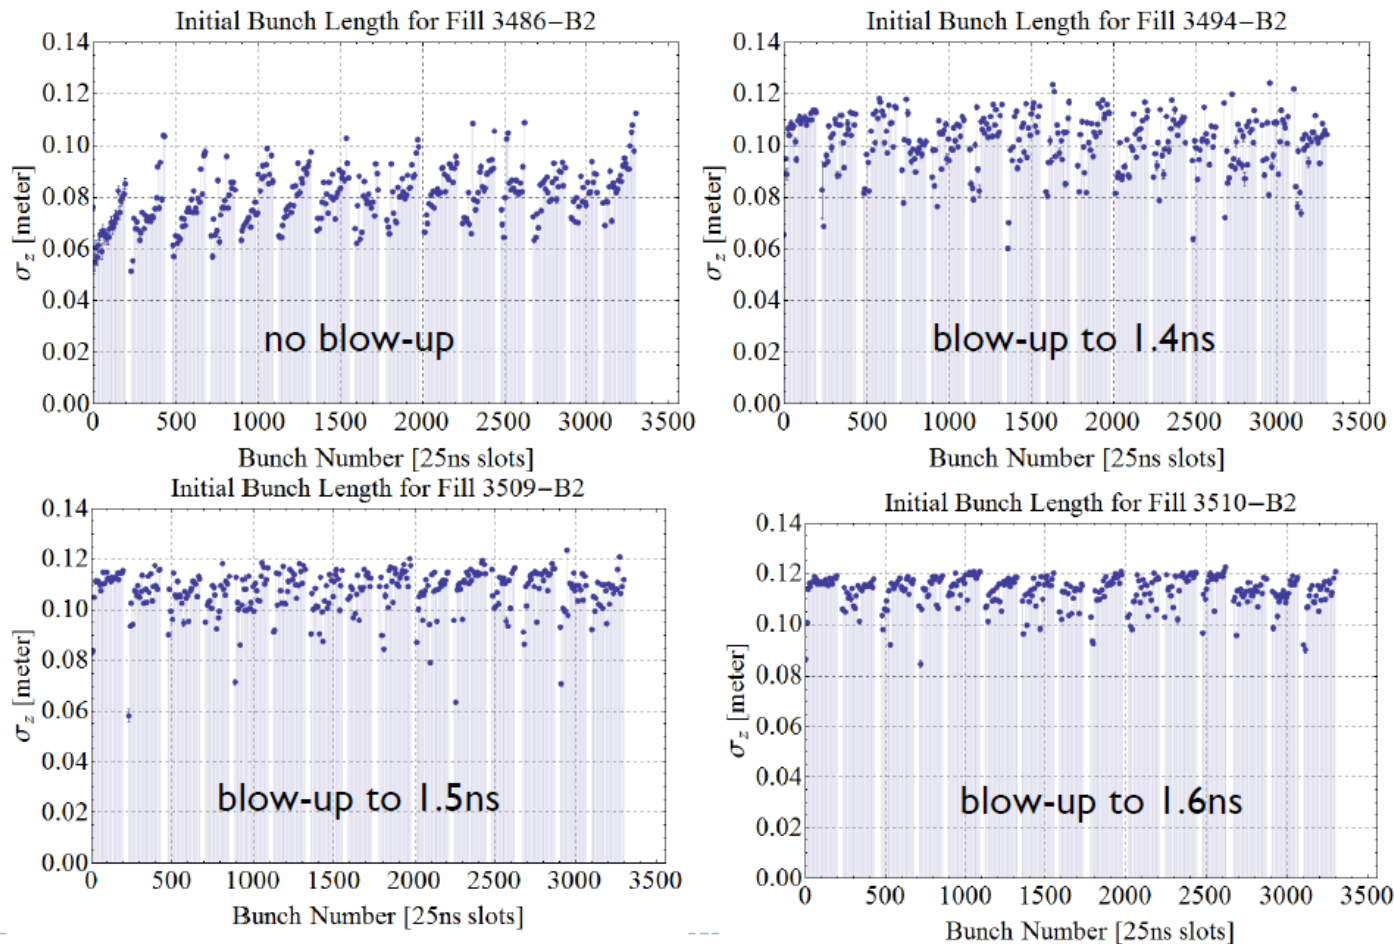 Initial Bunch Length for Fill 3486−B2
0.14
0.12
0.10
0.08
0.06
0.04
0.02
0.00
σz [meter]
no blow-up
0 500 1000 1500 2000 2500 3000 3500
Bunch Number [25ns slots]
Initial Bunch Length for Fill 3494−B2
0.14
0.12
0.10
0.08
0.06
0.04
0.02
0.00
σz [meter]
blow-up to 1.4ns
0 500 1000 1500 2000 2500 3000 3500
Bunch Number [25ns slots]
Initial Bunch Length for Fill 3509−B2
0.14
0.12
0.10
0.08
0.06
0.04
0.02
0.00
σz [meter]
blow-up to 1.5ns
0 500 1000 1500 2000 2500 3000 3500
Bunch Number [25ns slots]
Initial Bunch Length for Fill 3510−B2
0.14
0.12
0.10
0.08
0.06
0.04
0.02
0.00
σz [meter]
blow-up to 1.6ns
0 500 1000 1500 2000 2500 3000 3500
Bunch Number [25ns slots]